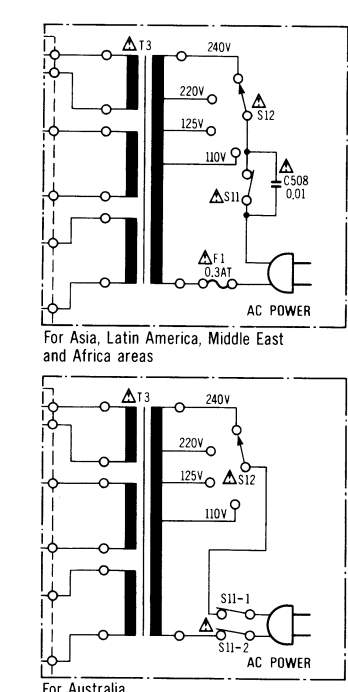 T3
240V
220V
S12
125V
110V
C508
0,01
S11
F1
0.3AT
AC POWER
For Asia, Latin America, Middle East
and Africa areas
T3
240V
220V
S12
125V
110V
S11-1
S11-2
AC POWER
For Australia